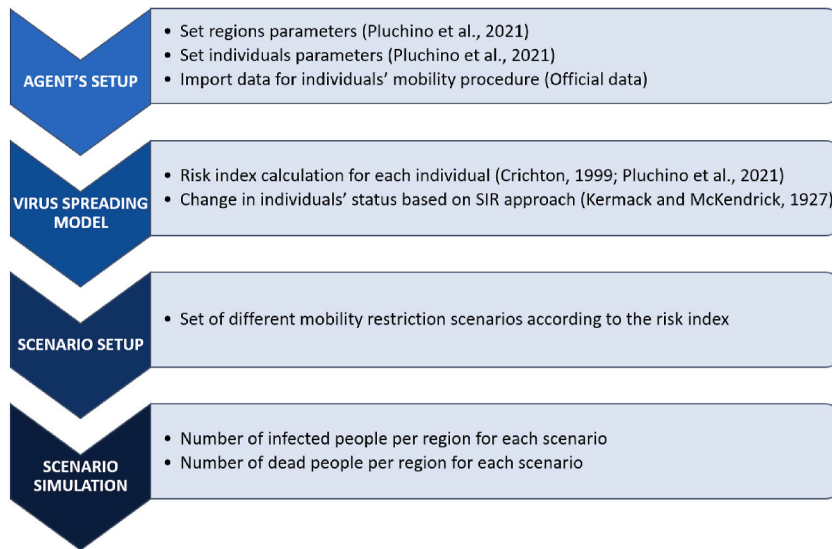 AGENT'S SETUP
• Set regions parameters (Pluchino et al., 2021)
• Set individuals parameters (Pluchino et al., 2021)
• Import data for individuals' mobility procedure (Official data)
VIRUS SPREADING
MODEL
• Risk index calculation for each individual (Crichton, 1999; Pluchino et al., 2021)
• Change in individuals' status based on SIR approach (Kermack and McKendrick, 1927)
SCENARIO SETUP
• Set of different mobility restriction scenarios according to the risk index
SCENARIO
SIMULATION
• Number of infected people per region for each scenario
• Number of dead people per region for each scenario